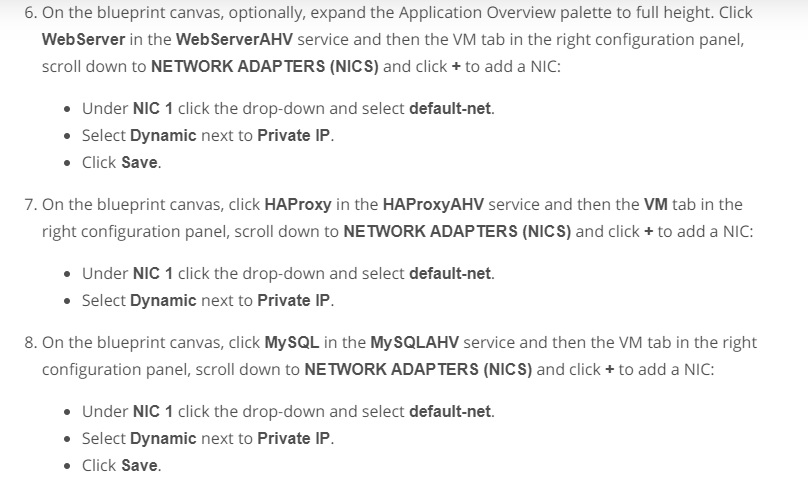 6. On the blueprint canvas, optionally, expand the Application Overview palette to full height. Click
WebServer in the WebServerAHV service and then the VM tab in the right configuration panel,
scroll down to NETWORK ADAPTERS (NICS) and click + to add a NIC:
• Under NIC 1 click the drop-down and select default-net.
• Select Dynamic next to Private IP.
• Click Save.
7. On the blueprint canvas, click HAProxy in the HAProxyAHV service and then the VM tab in the
right configuration panel, scroll down to NETWORK ADAPTERS (NICS) and click + to add a NIC:
• Under NIC 1 click the drop-down and select default-net.
• Select Dynamic next to Private IP.
8. On the blueprint canvas, click MySQL in the MySQLAHV service and then the VM tab in the right
configuration panel, scroll down to NETWORK ADAPTERS (NICS) and click + to add a NIC:
• Under NIC 1 click the drop-down and select default-net.
• Select Dynamic next to Private IP.
• Click Save.